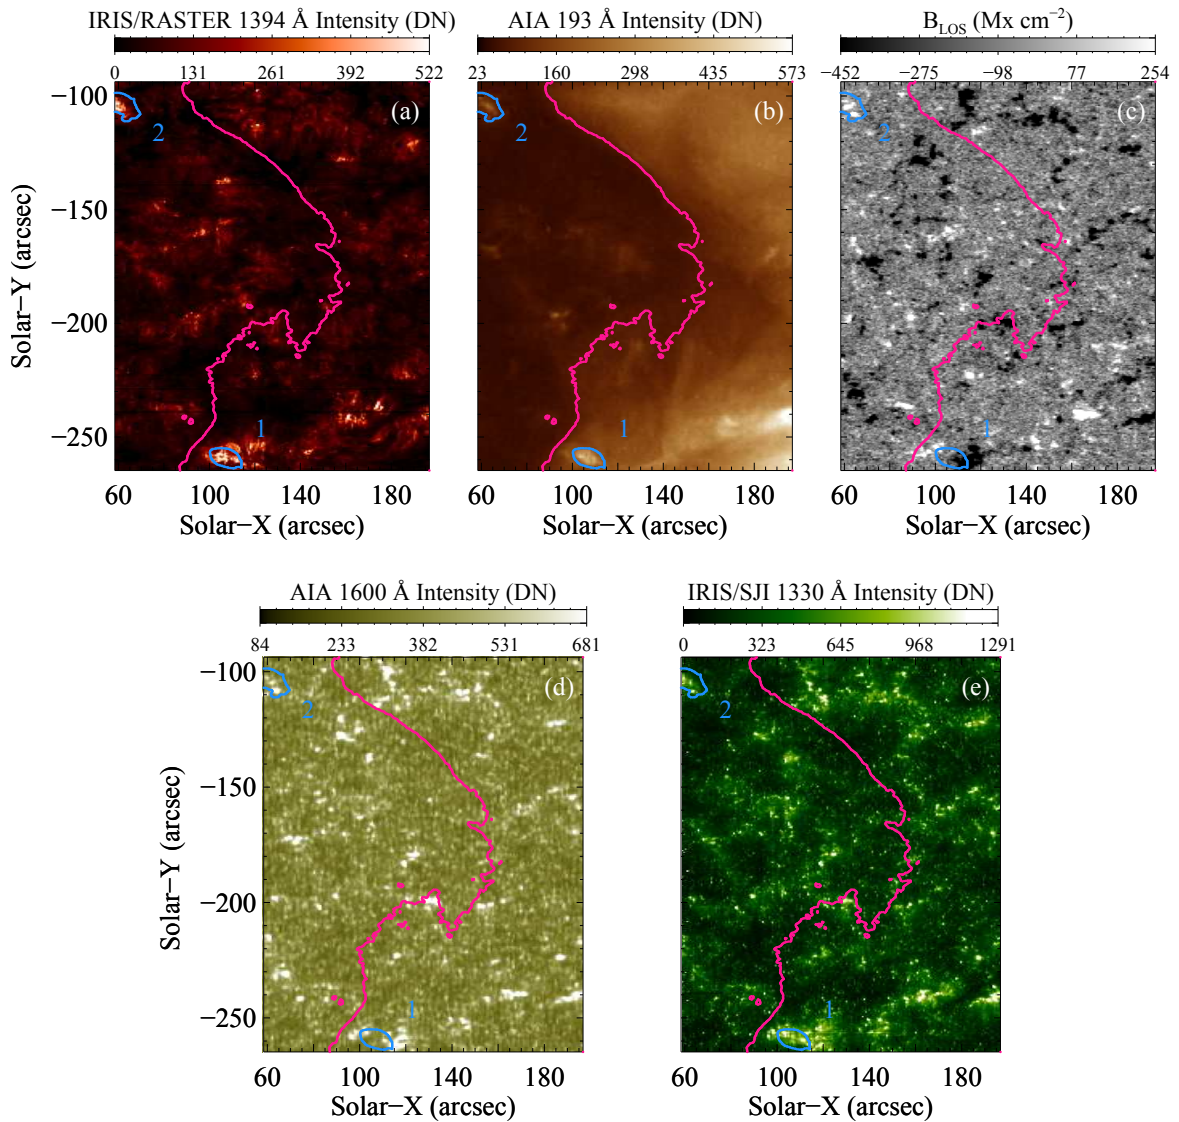 IRIS/RASTER 1394 Å Intensity (DN)
0 131 261 392 522
AIA 193 Å Intensity (DN)
23 160 298 435 573
B_LOS (Mx cm⁻²)
−452 −275 −98 77 254
Solar−Y (arcsec)
−100
−150
−200
−250
(a)
2
1
60 100 140 180
Solar−X (arcsec)
(b)
2
1
60 100 140 180
Solar−X (arcsec)
(c)
2
1
60 100 140 180
Solar−X (arcsec)
AIA 1600 Å Intensity (DN)
84 233 382 531 681
IRIS/SJI 1330 Å Intensity (DN)
0 323 645 968 1291
Solar−Y (arcsec)
−100
−150
−200
−250
(d)
2
1
60 100 140 180
Solar−X (arcsec)
(e)
2
1
60 100 140 180
Solar−X (arcsec)